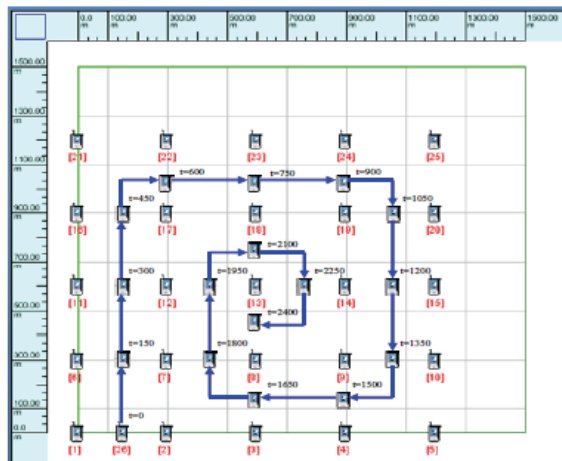 0.0 100.00 300.00 500.00 700.00 900.00 1100.00 1300.00 1500.00
m m m m m m m m m
1500.00
m
1300.00
m
[21] [22] [23] [24] [25]
1100.00
m
t=600 t=750 t=900
t=450 t=1050
900.00
m
[16] [17] [18] [19] [20]
t=2100
700.00
m
t=300 t=1950 t=2250 t=1200
[11] [12] [13] [14] [15]
500.00
m
t=2400
t=150 t=1800 t=1350
300.00
m
[6] [7] [8] [9] [10]
t=1650 t=1500
100.00
m
t=0
0.0
m
[1] [26] [2] [3] [4] [5]